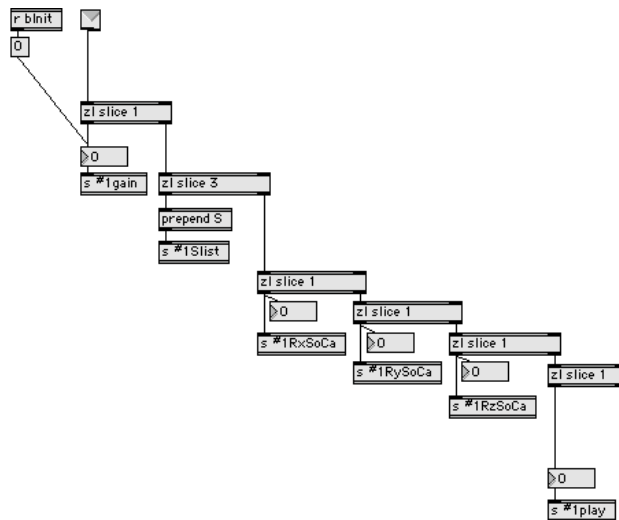 r bInit
0
zl slice 1
0
s #1gain
zl slice 3
prepend S
s #1Slist
zl slice 1
0
s #1RxSoCa
zl slice 1
0
s #1RySoCa
zl slice 1
0
s #1RzSoCa
zl slice 1
0
s #1play